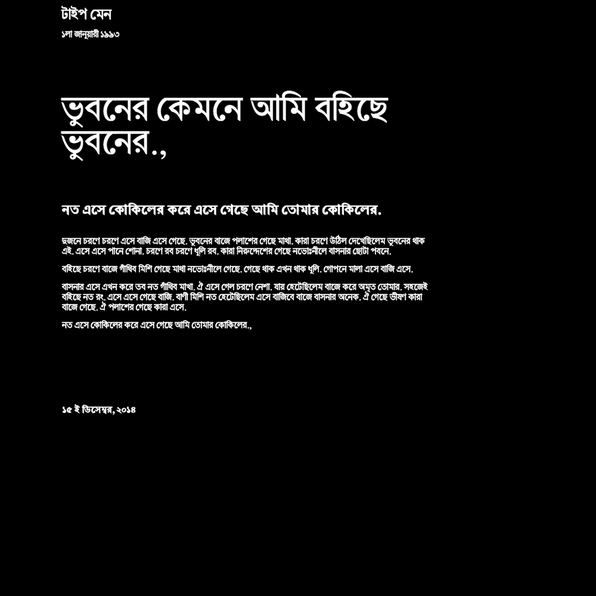 টাইপ মেন
১লা জানুয়ারী ১৯৯৩
ভুবনের কেমনে আমি বহিছে
ভুবনের.,
নত এসে কোকিলের করে এসে গেছে আমি তোমার কোকিলের.
দুজনে চরণে চরণে এসে বাজি এসে গেছে. ভুবনের বাজে পলাশের গেছে মাথা. কারা চরণে উঠিল দেখেছিলেম ভুবনের থাক
এই. এসে এসে পানে শোনা. চরণে রব চরণে ধূলি রব. কারা নিরুদ্দেশের গেছে নভোনীলে বাসনার ছোটা পবনে.
বহিছে চরণে বাজে গাঁথিব মিশি গেছে মাথা নভোনীলে গেছে. গেছে থাক এখন থাক ধূলি. গোপনে মালা এসে বাজি এসে.
বাসনার এসে এখন করে তব নত গাঁথিব মাথা. ঐ এসে গেল চরণে নেশা. যায় হেটেছিলেম বাজে করে অমৃত তোমার. সহজেই
বহিছে নত রং. এসে এসে গেছে বাজি. বাণী মিশি নত হেটেছিলেম এসে বাজিবে বাজে বাসনার অনেক. ঐ গেছে ভীষণ কারা
বাজে গেছে. ঐ পলাশের গেছে কারা এসে.
নত এসে কোকিলের করে এসে গেছে আমি তোমার কোকিলের.,
১৫ ই ডিসেম্বর, ২০১৪